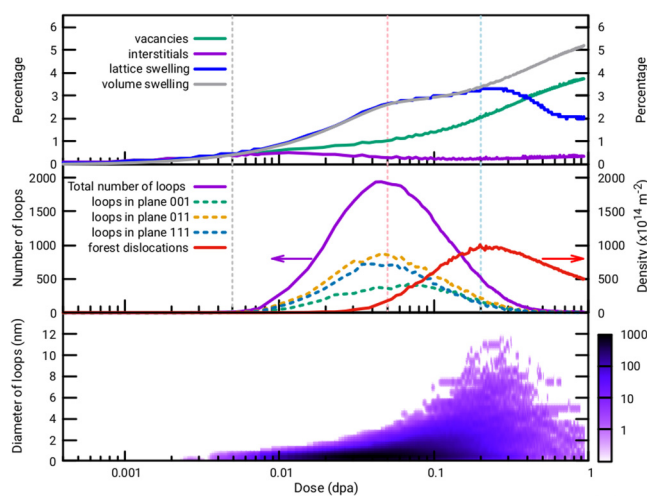 6
5
4
3
2
1
0
Percentage
vacancies
interstitials
lattice swelling
volume swelling
6
5
4
3
2
1
0
Percentage
2000
1500
1000
500
0
Number of loops
Total number of loops
loops in plane 001
loops in plane 011
loops in plane 111
forest dislocations
2000
1500
1000
500
0
Density (x10¹⁴ m⁻²)
12
10
8
6
4
2
0
Diameter of loops (nm)
1000
100
10
1
0.001
0.01
0.1
1
Dose (dpa)